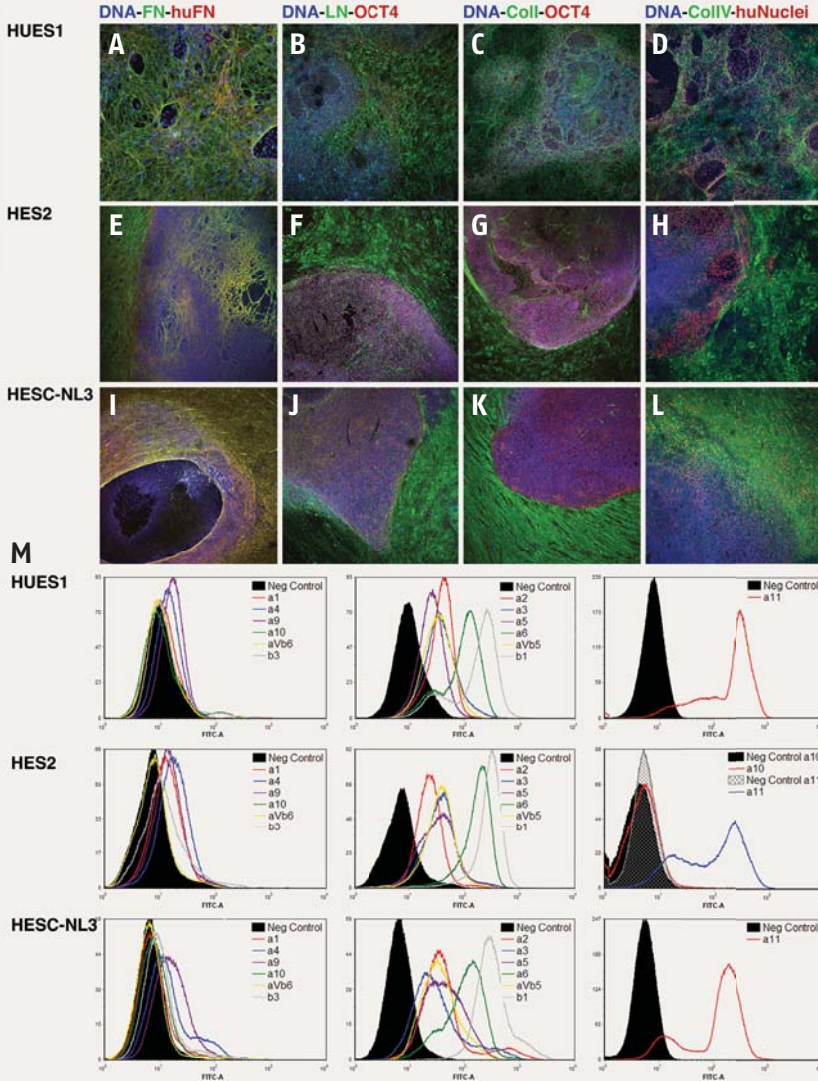 DNA-FN-huFN DNA-LN-OCT4 DNA-ColI-OCT4 DNA-ColIV-huNuclei
HUES1
A B C D
HES2
E F G H
HESC-NL3
I J K L
M
HUES1
Neg Control
a1
a4
a9
a10
aVb6
b3
FITC-A
Neg Control
a2
a3
a5
a6
aVb5
b1
FITC-A
Neg Control
a11
FITC-A
HES2
Neg Control
a1
a4
a9
a10
aVb6
b3
FITC-A
Neg Control
a2
a3
a5
a6
aVb5
b1
FITC-A
Neg Control a10
a10
Neg Control a11
a11
FITC-A
HESC-NL3
Neg Control
a1
a4
a9
a10
aVb6
b3
FITC-A
Neg Control
a2
a3
a5
a6
aVb5
b1
FITC-A
Neg Control
a11
FITC-A